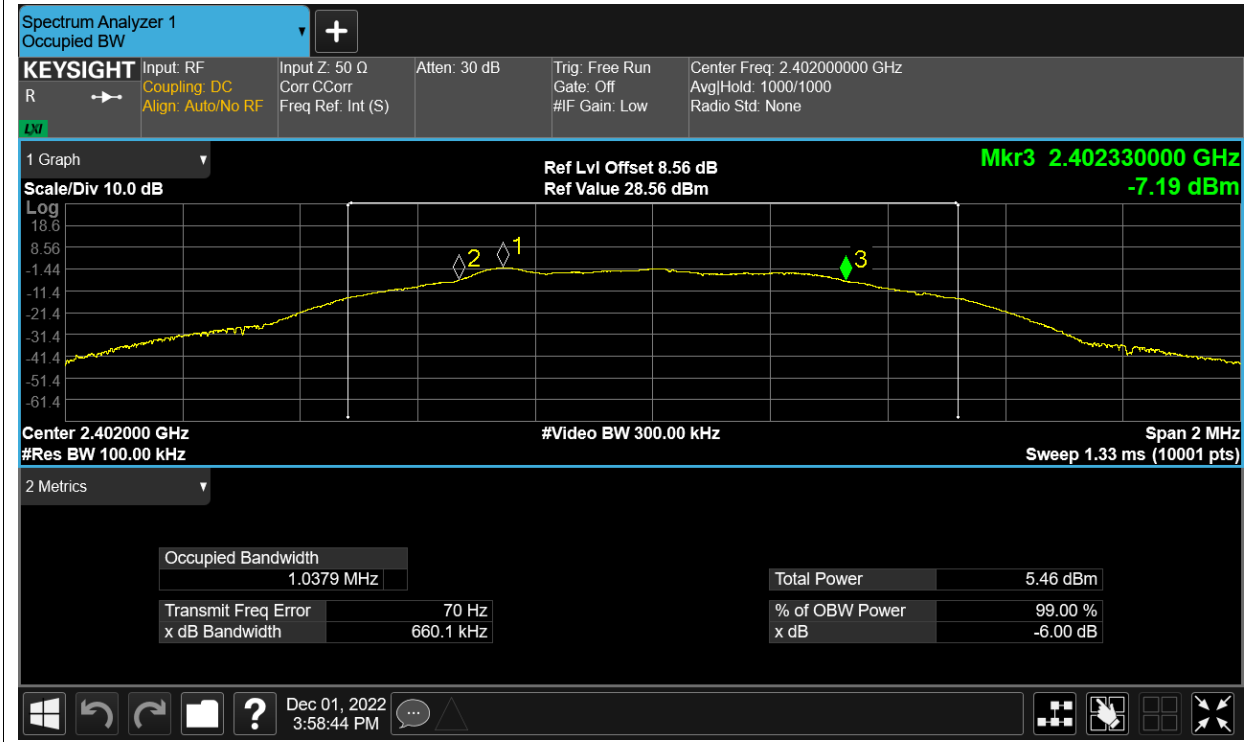 Spectrum Analyzer 1
Occupied BW
KEYSIGHT
R
LXI
Input: RF
Coupling: DC
Align: Auto/No RF
Input Z: 50 Ω
Corr CCorr
Freq Ref: Int (S)
Atten: 30 dB
Trig: Free Run
Gate: Off
#IF Gain: Low
Center Freq: 2.402000000 GHz
Avg|Hold: 1000/1000
Radio Std: None
1 Graph
Scale/Div 10.0 dB
Ref Lvl Offset 8.56 dB
Ref Value 28.56 dBm
Mkr3 2.402330000 GHz
-7.19 dBm
Log
18.6
8.56
-1.44
-11.4
-21.4
-31.4
-41.4
-51.4
-61.4
2
1
3
Center 2.402000 GHz
#Video BW 300.00 kHz
Span 2 MHz
#Res BW 100.00 kHz
Sweep 1.33 ms (10001 pts)
2 Metrics
Occupied Bandwidth
1.0379 MHz
Total Power 5.46 dBm
Transmit Freq Error 70 Hz
% of OBW Power 99.00 %
x dB Bandwidth 660.1 kHz
x dB -6.00 dB
?
Dec 01, 2022
3:58:44 PM